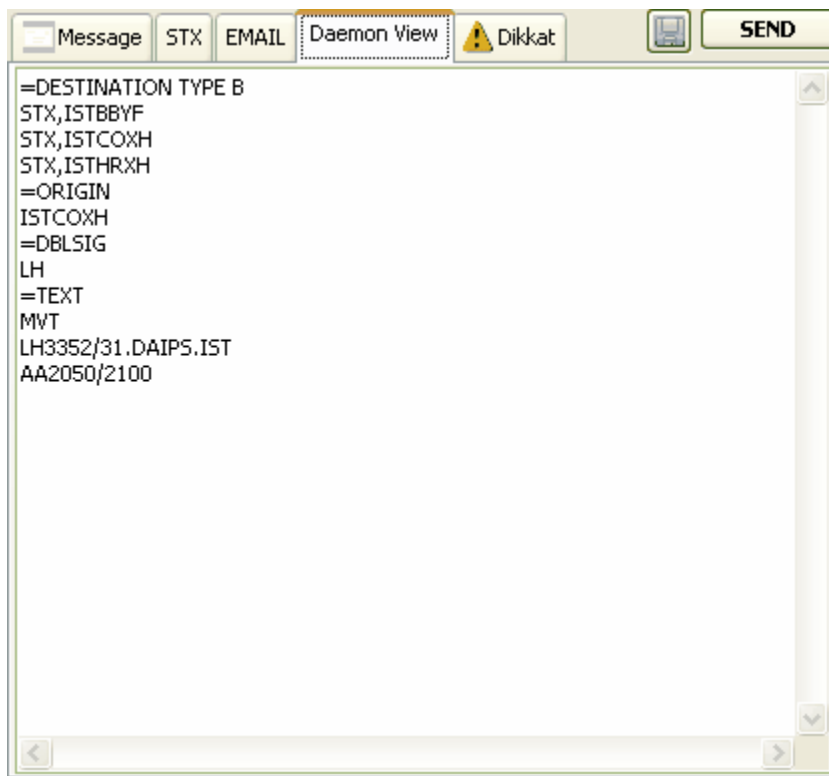 Message STX EMAIL Daemon View Dikkat SEND
=DESTINATION TYPE B
STX,ISTBBYF
STX,ISTCOXH
STX,ISTHRXH
=ORIGIN
ISTCOXH
=DBLSIG
LH
=TEXT
MVT
LH3352/31.DAIPS.IST
AA2050/2100